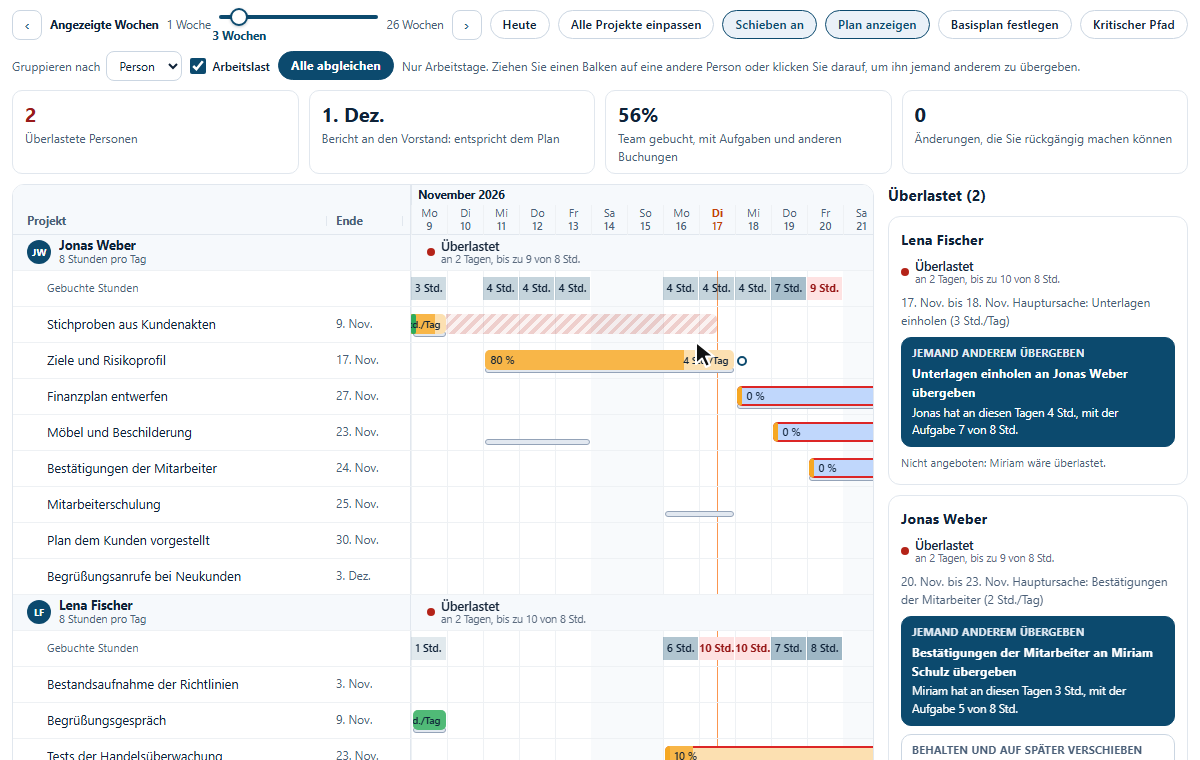 ‹ Angezeigte Wochen 1 Woche 3 Wochen 26 Wochen › Heute Alle Projekte einpassen Schieben an Plan anzeigen Basisplan festlegen Kritischer Pfad
Gruppieren nach Person Arbeitslast Alle abgleichen Nur Arbeitstage. Ziehen Sie einen Balken auf eine andere Person oder klicken Sie darauf, um ihn jemand anderem zu übergeben.
2
Überlastete Personen
1. Dez.
Bericht an den Vorstand: entspricht dem Plan
56%
Team gebucht, mit Aufgaben und anderen
Buchungen
0
Änderungen, die Sie rückgängig machen können
November 2026
Projekt Ende
Mo Di Mi Do Fr Sa So Mo Di Mi Do Fr Sa
9 10 11 12 13 14 15 16 17 18 19 20 21
JW Jonas Weber
8 Stunden pro Tag
Überlastet
an 2 Tagen, bis zu 9 von 8 Std.
Gebuchte Stunden 3 Std. 4 Std. 4 Std. 4 Std. 4 Std. 4 Std. 4 Std. 7 Std. 9 Std.
Stichproben aus Kundenakten 9. Nov. d./Tag
Ziele und Risikoprofil 17. Nov. 80 %
Finanzplan entwerfen 27. Nov. 0 %
Möbel und Beschilderung 23. Nov. 0 %
Bestätigungen der Mitarbeiter 24. Nov. 0 %
Mitarbeiterschulung 25. Nov.
Plan dem Kunden vorgestellt 30. Nov.
Begrüßungsanrufe bei Neukunden 3. Dez.
LF Lena Fischer
8 Stunden pro Tag
Überlastet
an 2 Tagen, bis zu 10 von 8 Std.
Gebuchte Stunden 1 Std. 6 Std. 10 Std. 10 Std. 7 Std. 8 Std.
Bestandsaufnahme der Richtlinien 3. Nov.
Begrüßungsgespräch 9. Nov. d./Tag
Tests der Handelsüberwachung 23. Nov. 10 %
Überlastet (2)
Lena Fischer
Überlastet
an 2 Tagen, bis zu 10 von 8 Std.
17. Nov. bis 18. Nov. Hauptursache: Unterlagen
einholen (3 Std./Tag)
JEMAND ANDEREM ÜBERGEBEN
Unterlagen einholen an Jonas Weber
übergeben
Jonas hat an diesen Tagen 4 Std., mit der
Aufgabe 7 von 8 Std.
Nicht angeboten: Miriam wäre überlastet.
Jonas Weber
Überlastet
an 2 Tagen, bis zu 9 von 8 Std.
20. Nov. bis 23. Nov. Hauptursache: Bestätigungen
der Mitarbeiter (2 Std./Tag)
JEMAND ANDEREM ÜBERGEBEN
Bestätigungen der Mitarbeiter an Miriam
Schulz übergeben
Miriam hat an diesen Tagen 3 Std., mit der
Aufgabe 5 von 8 Std.
BEHALTEN UND AUF SPÄTER VERSCHIEBEN